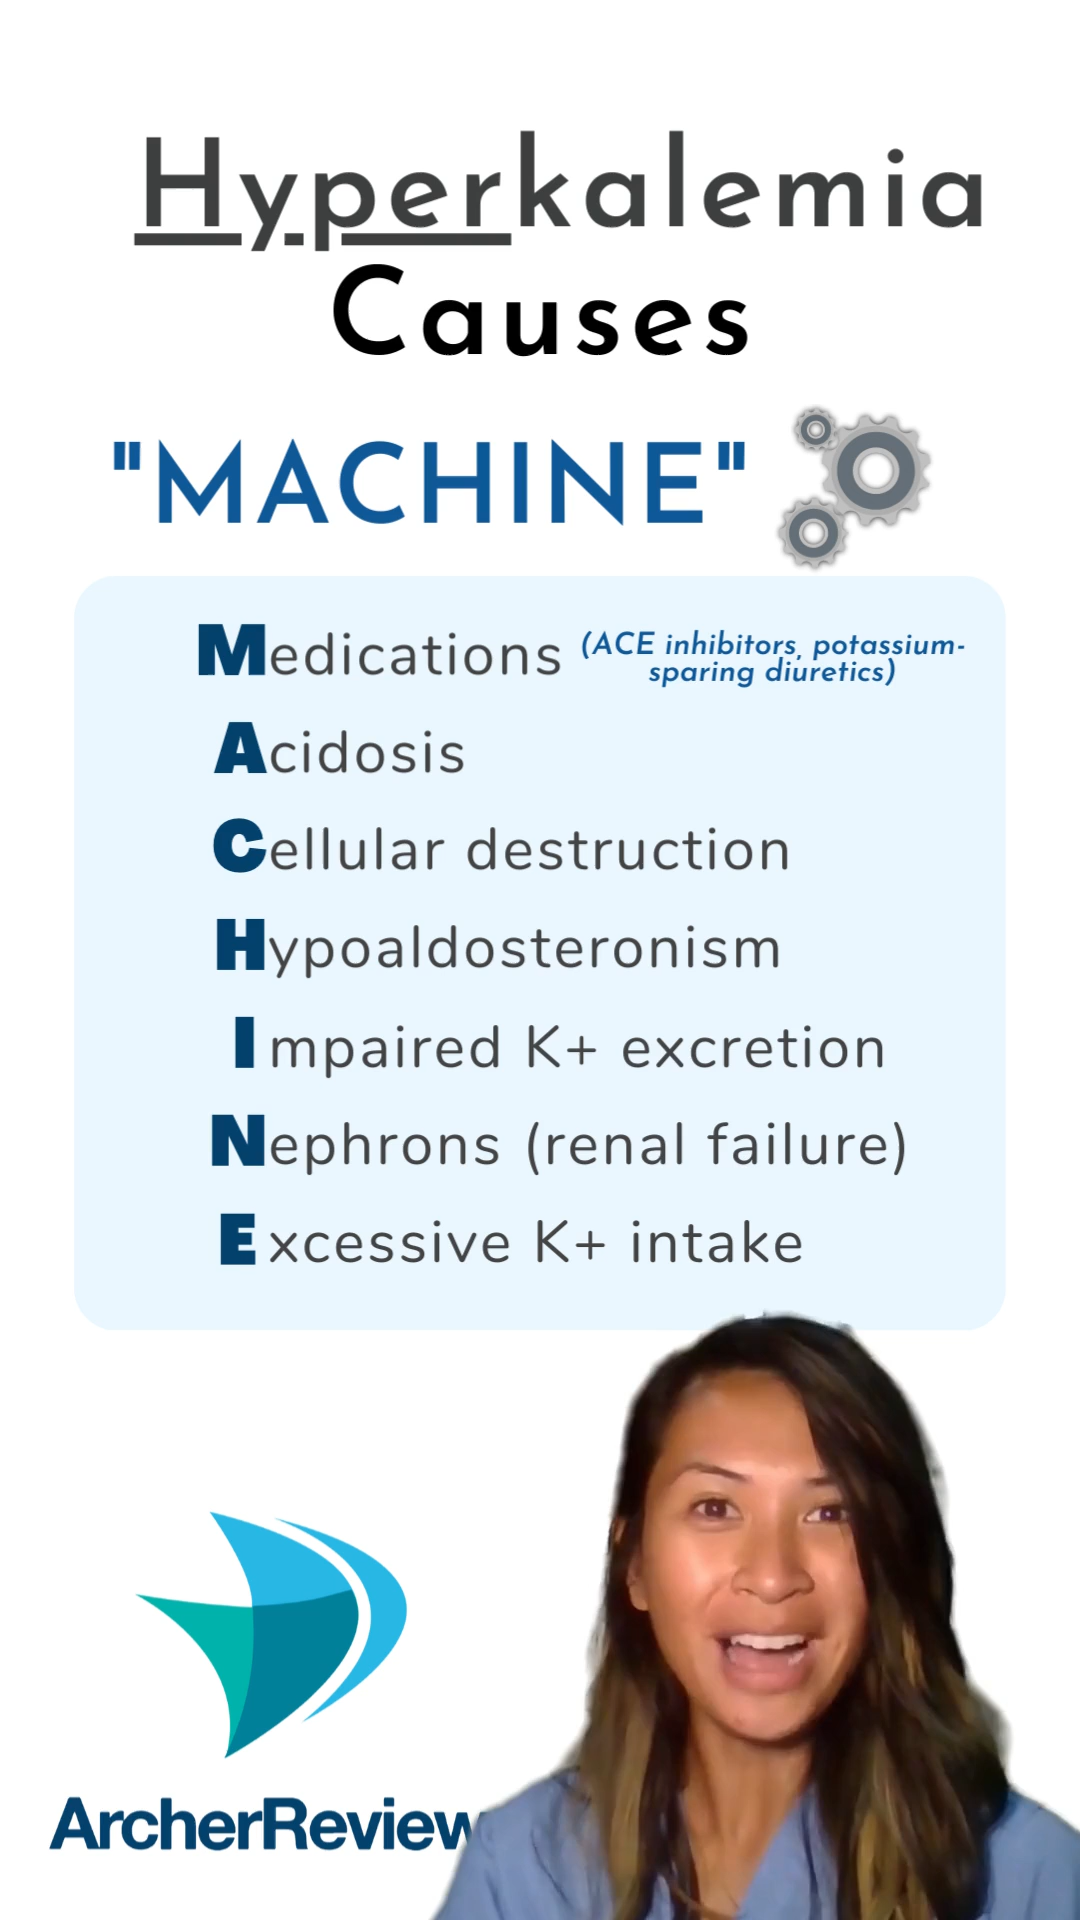 Hyperkalemia
Causes
"MACHINE"
Medications (ACE inhibitors, potassium-
sparing diuretics)
Acidosis
Cellular destruction
Hypoaldosteronism
Impaired K+ excretion
Nephrons (renal failure)
Excessive K+ intake
ArcherReview